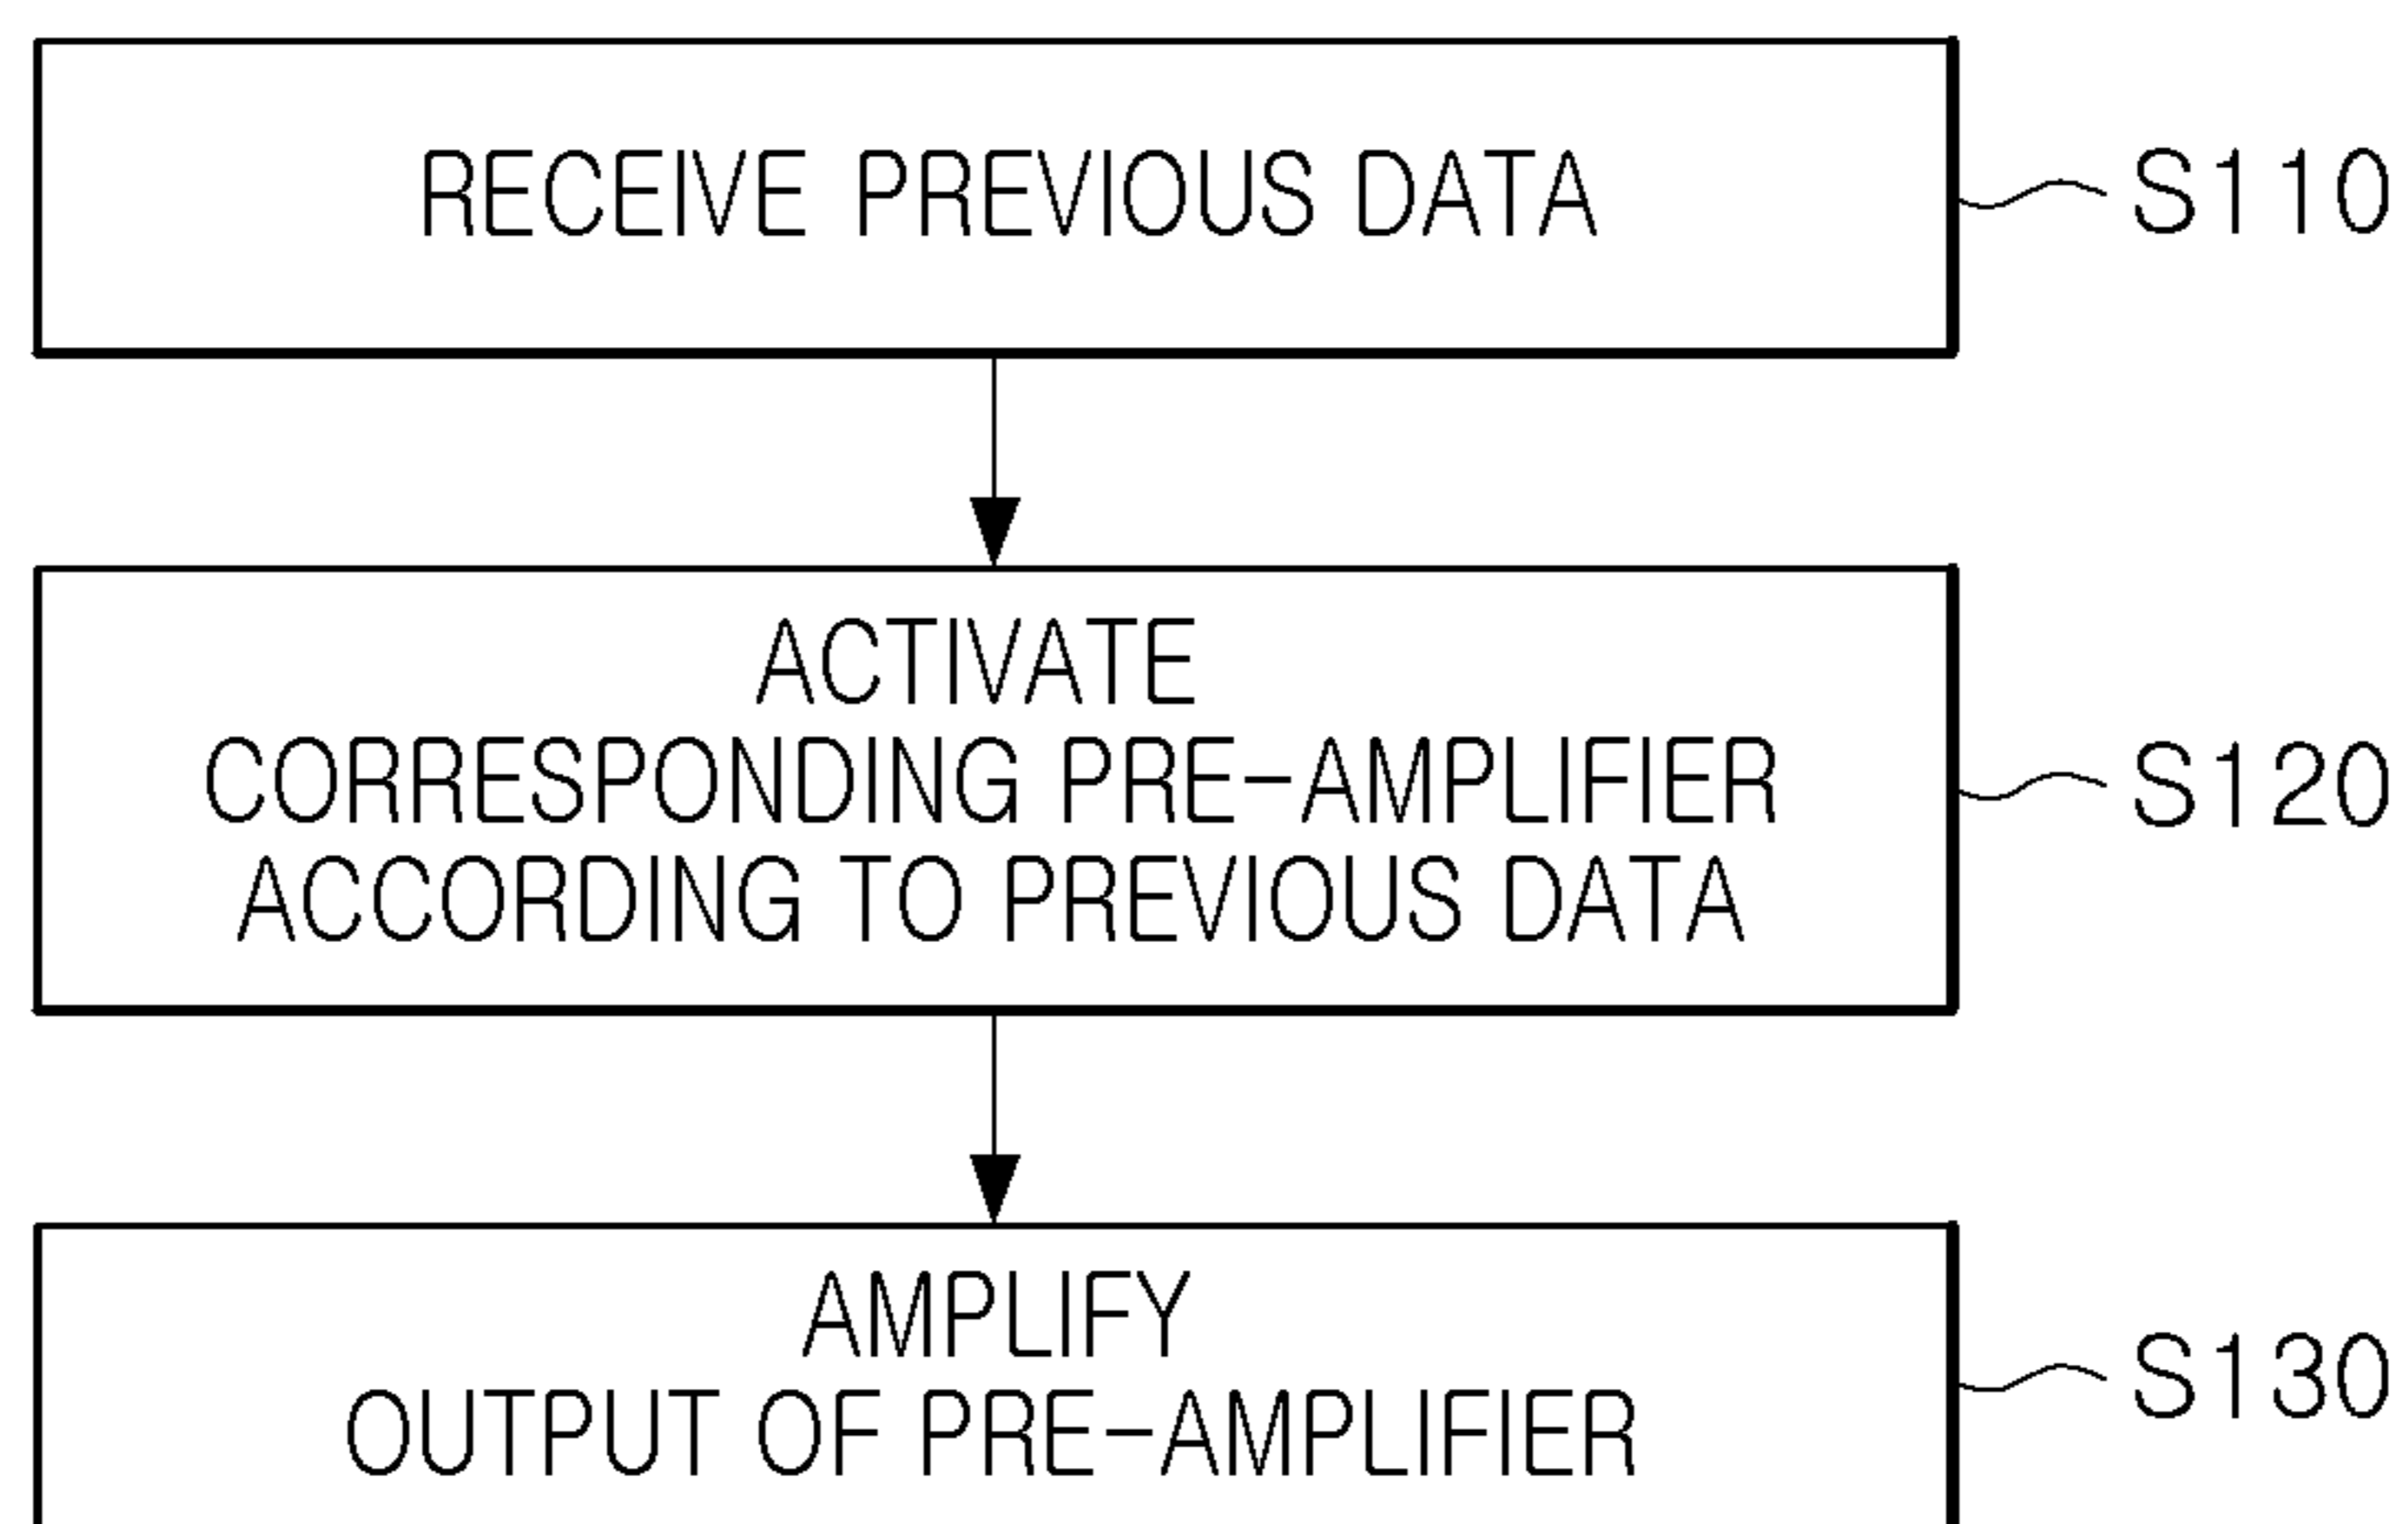 RECEIVE PREVIOUS DATA
S110
ACTIVATE
CORRESPONDING PRE-AMPLIFIER
ACCORDING TO PREVIOUS DATA
S120
AMPLIFY
OUTPUT OF PRE-AMPLIFIER
S130